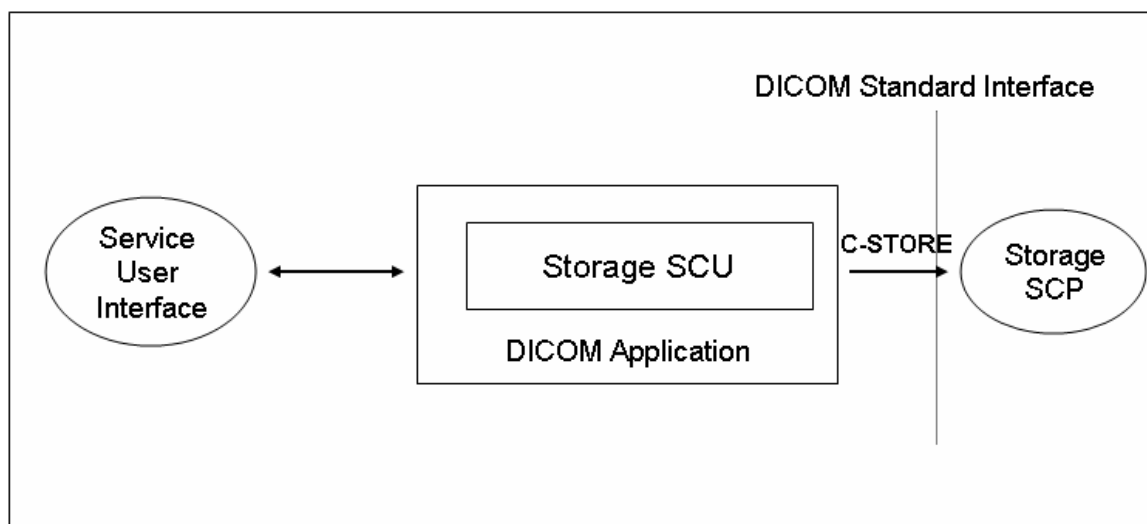 DICOM Standard Interface
Service
User
Interface
Storage SCU
DICOM Application
C-STORE
Storage
SCP